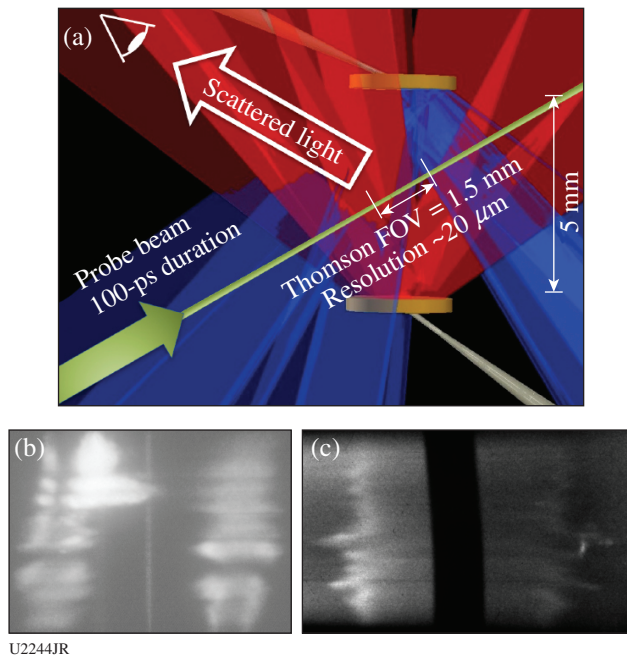 (a)
Scattered light
5 mm
Thomson FOV = 1.5 mm
Resolution ~20 μm
Probe beam
100-ps duration
(b)
(c)
U2244JR